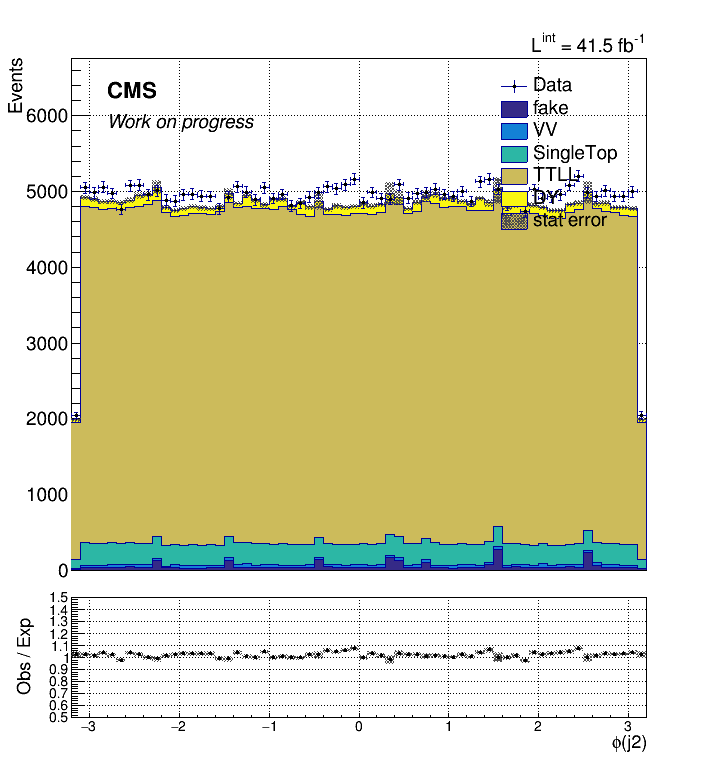 L^int = 41.5 fb^-1
Events
CMS
Work on progress
Data
fake
VV
SingleTop
TTLL
DY
stat error
6000
5000
4000
3000
2000
1000
0
Obs / Exp
1.5
1.4
1.3
1.2
1.1
1
0.9
0.8
0.7
0.6
0.5
−3
−2
−1
0
1
2
3
ϕ(j2)